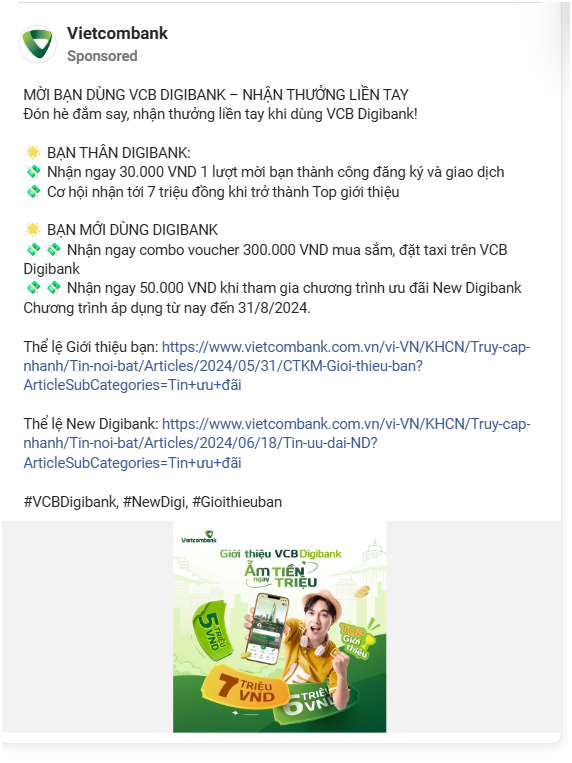 Vietcombank
Sponsored
MỜI BẠN DÙNG VCB DIGIBANK – NHẬN THƯỞNG LIỀN TAY
Đón hè đắm say, nhận thưởng liền tay khi dùng VCB Digibank!
🌟 BẠN THÂN DIGIBANK:
💸 Nhận ngay 30.000 VND 1 lượt mời bạn thành công đăng ký và giao dịch
💸 Cơ hội nhận tới 7 triệu đồng khi trở thành Top giới thiệu
🌟 BẠN MỚI DÙNG DIGIBANK
💸 💸 Nhận ngay combo voucher 300.000 VND mua sắm, đặt taxi trên VCB
Digibank
💸 💸 Nhận ngay 50.000 VND khi tham gia chương trình ưu đãi New Digibank
Chương trình áp dụng từ nay đến 31/8/2024.
Thể lệ Giới thiệu bạn: https://www.vietcombank.com.vn/vi-VN/KHCN/Truy-cap-
nhanh/Tin-noi-bat/Articles/2024/05/31/CTKM-Gioi-thieu-ban?
ArticleSubCategories=Tin+ưu+đãi
Thể lệ New Digibank: https://www.vietcombank.com.vn/vi-VN/KHCN/Truy-cap-
nhanh/Tin-noi-bat/Articles/2024/06/18/Tin-uu-dai-ND?
ArticleSubCategories=Tin+ưu+đãi
#VCBDigibank, #NewDigi, #Gioithieuban
Vietcombank
Giới thiệu VCB Digibank
Ẵm TIỀN
ngay TRIỆU
5 TRIỆU
VND
TOP
Giới
thiệu
7 TRIỆU
VND
6 TRIỆU
VND